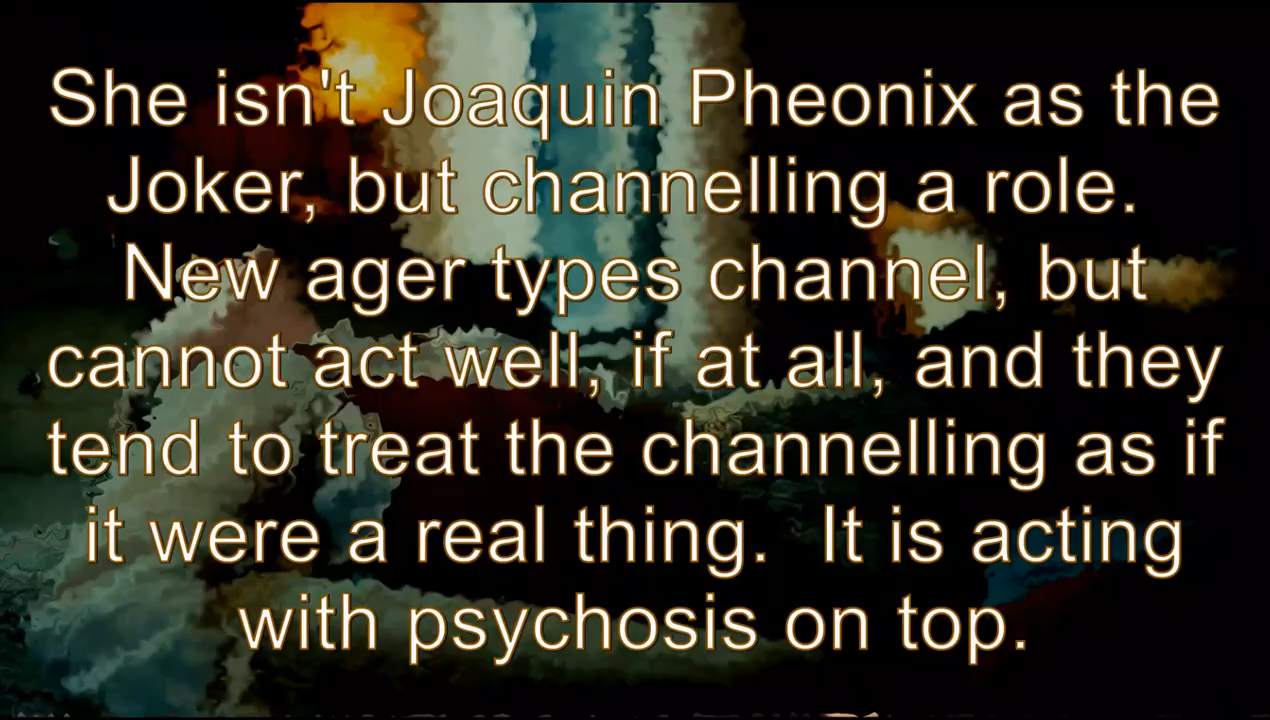 She isn't Joaquin Pheonix as the
Joker, but channelling a role.
New ager types channel, but
cannot act well, if at all, and they
tend to treat the channelling as if
it were a real thing.  It is acting
with psychosis on top.